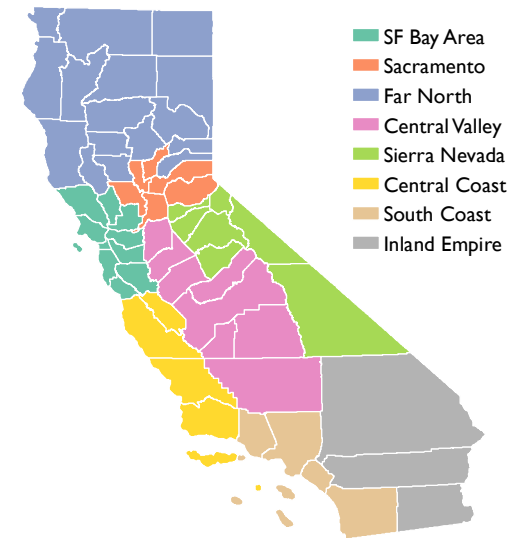 SF Bay Area
Sacramento
Far North
Central Valley
Sierra Nevada
Central Coast
South Coast
Inland Empire